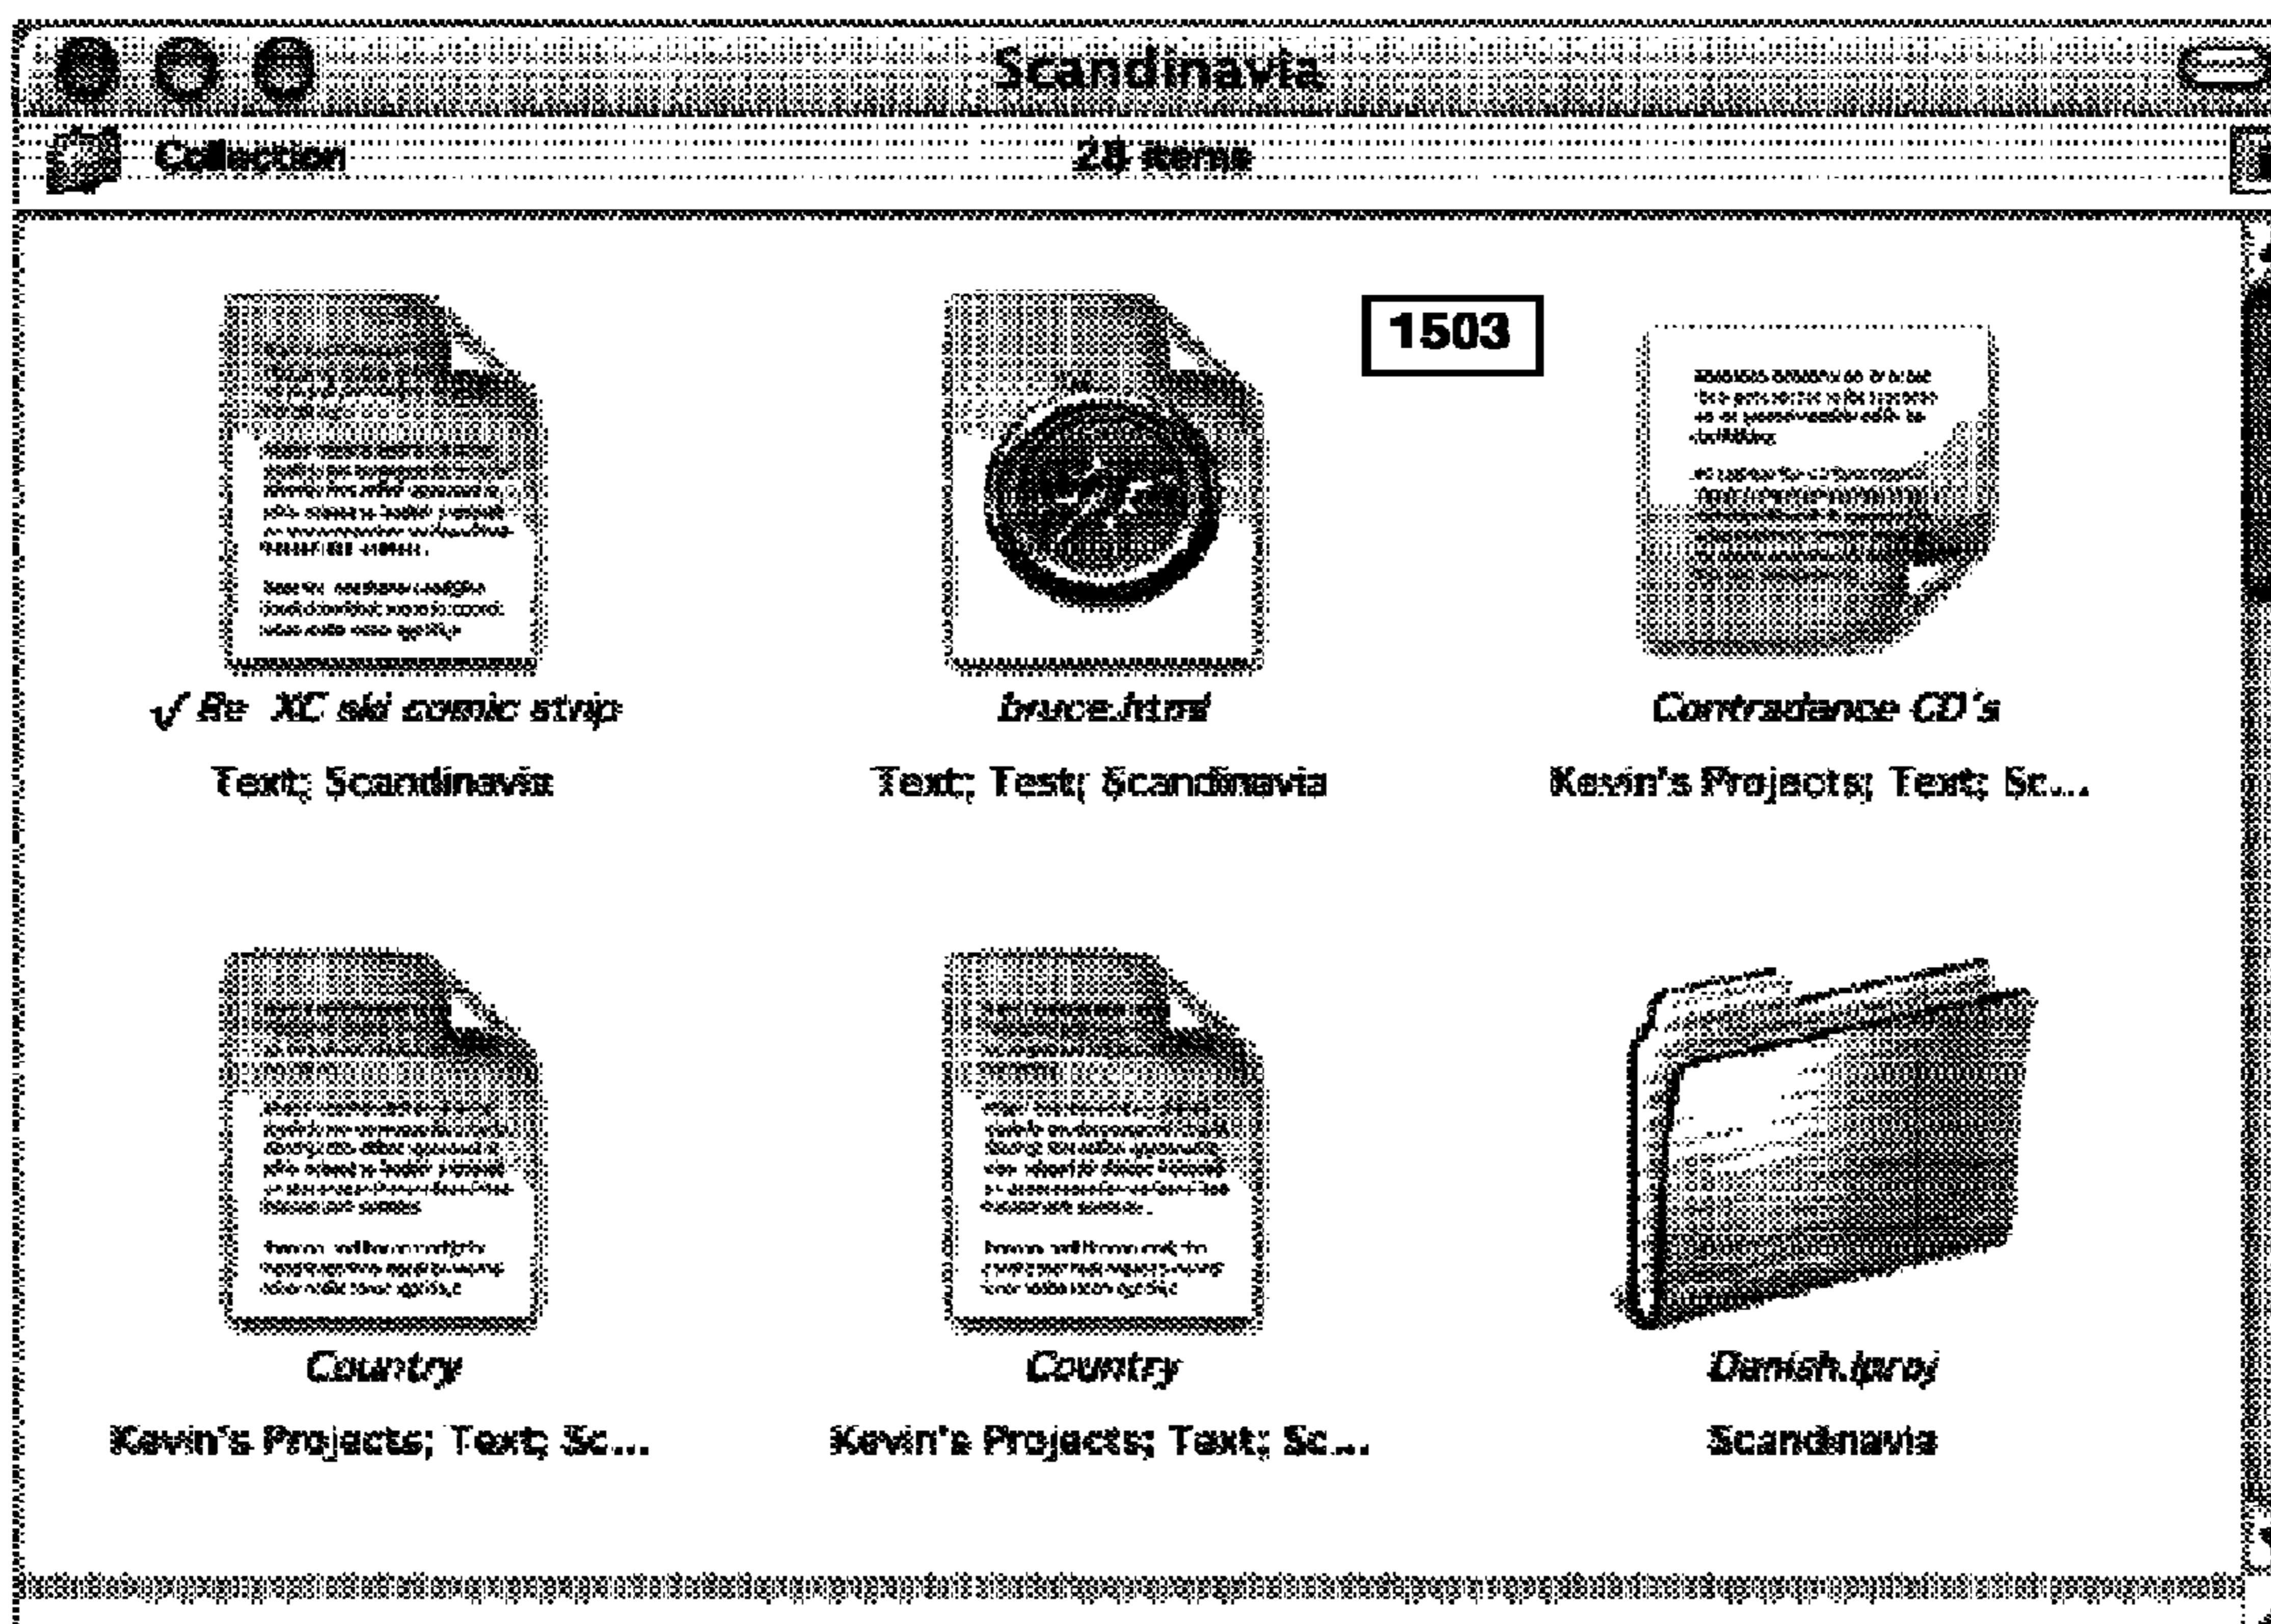 Scandinavia
Collection
28 items
1503
√ Re XC ski comic strip
bruce.html
Contradance CD's
Text; Scandinavia
Text; Test; Scandinavia
Kevin's Projects; Text; Sc...
Country
Country
Danish.lproj
Kevin's Projects; Text; Sc...
Kevin's Projects; Text; Sc...
Scandinavia